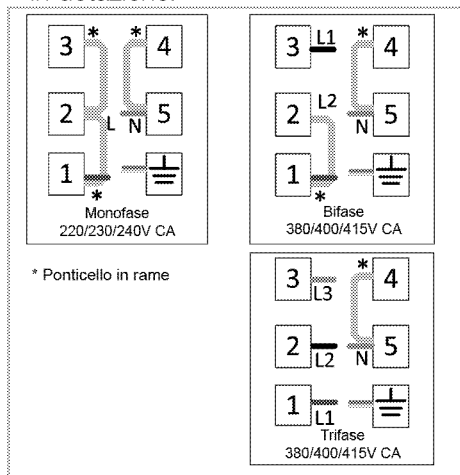 in dotazione.
3 * * 4
2 L N 5
1 *
Monofase
220/230/240V CA
3 L1 * 4
2 L2 N 5
1 *
Bifase
380/400/415V CA
* Ponticello in rame
3 L3 * 4
2 L2 N 5
1 L1
Trifase
380/400/415V CA